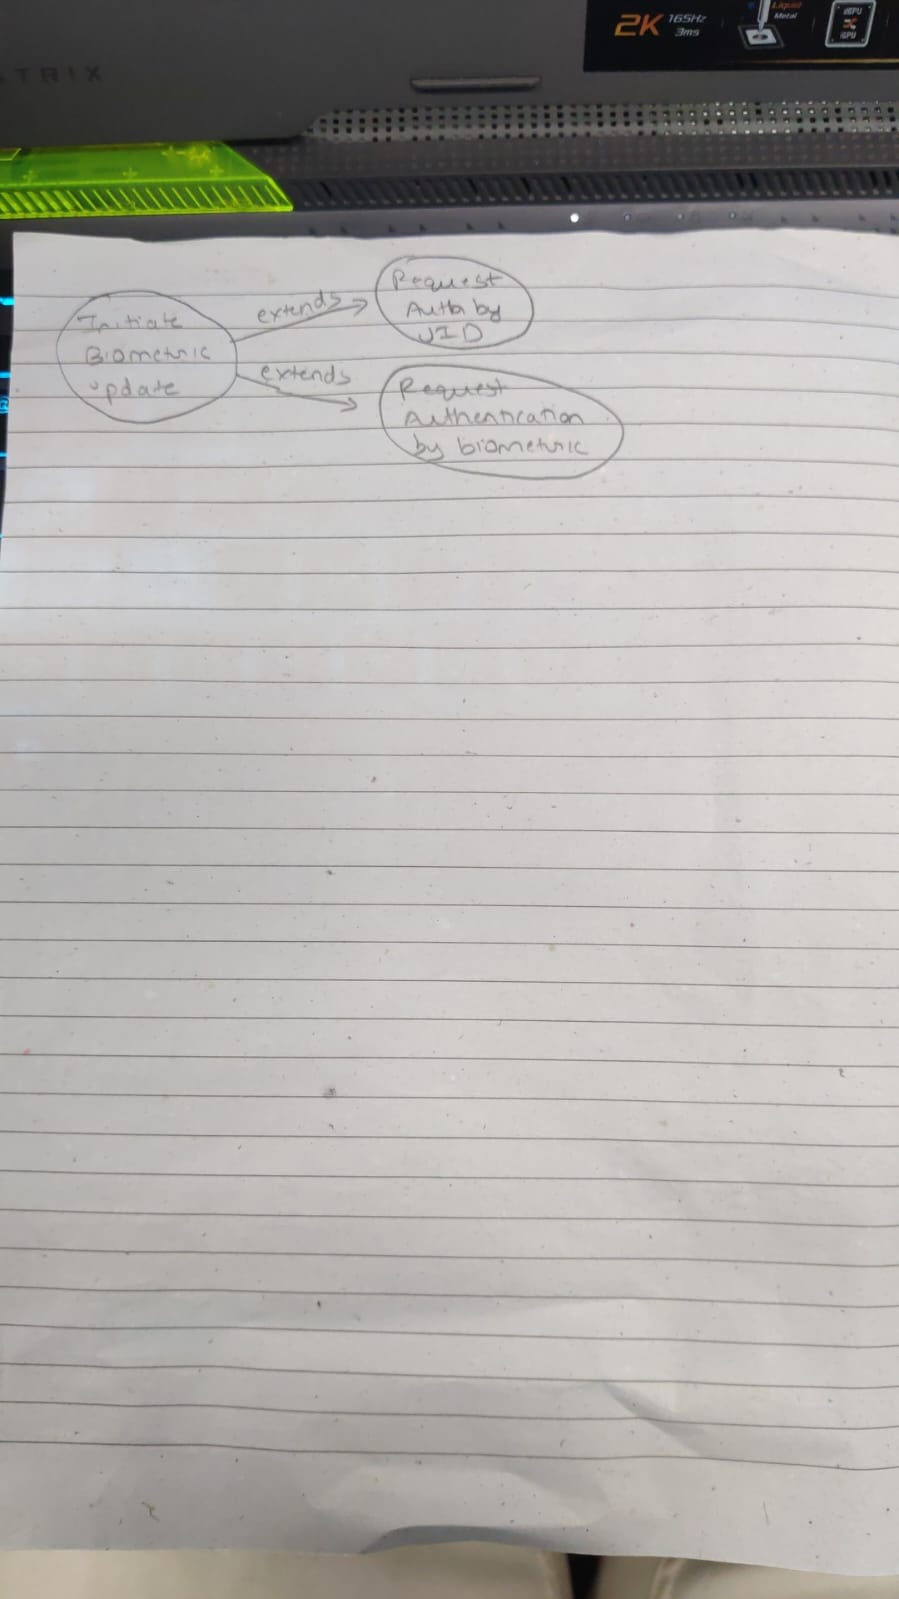 TRIX
2K 165Hz
3ms
Liquid
Metal
dGPU
iGPU
Initiate
Biometric
update
extends
Request
Auth by
UID
extends
Request
Authentication
by biometric